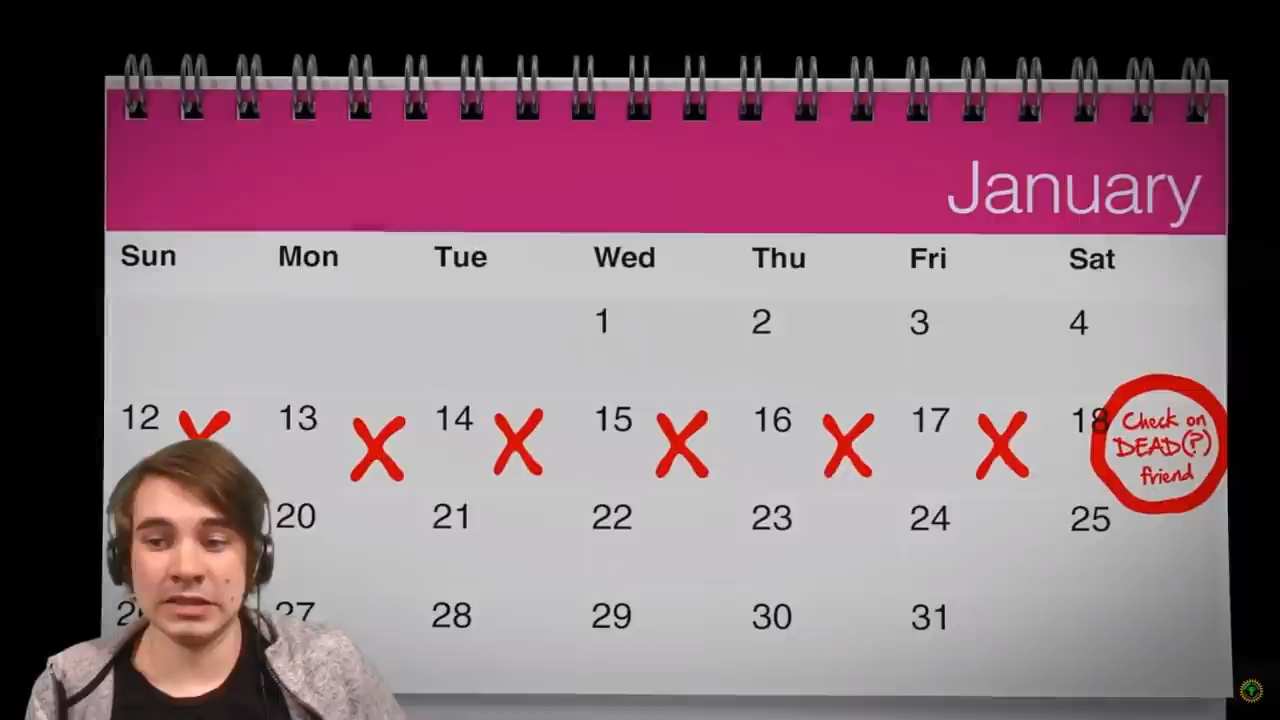 January
Sun Mon Tue Wed Thu Fri Sat
1 2 3 4
12 13 14 15 16 17 18
Check on
DEAD(?)
friend
20 21 22 23 24 25
27 28 29 30 31